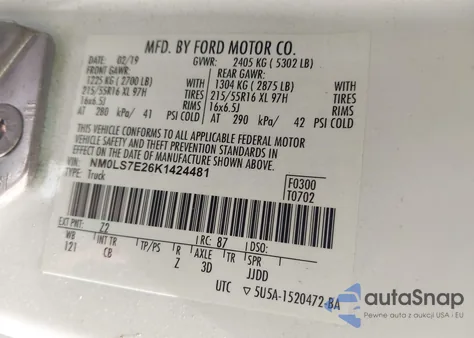 MFD. BY FORD MOTOR CO.
DATE: 02/19 GVWR: 2405 KG ( 5302 LB)
FRONT GAWR: REAR GAWR:
1225 KG ( 2700 LB) 1304 KG ( 2875 LB)
WITH WITH
215/55R16 XL 97H TIRES 215/55R16 XL 97H TIRES
16x6.5J RIMS 16x6.5J RIMS
AT 280 kPa/ 41 PSI COLD AT 290 kPa/ 42 PSI COLD
THIS VEHICLE CONFORMS TO ALL APPLICABLE FEDERAL MOTOR
VEHICLE SAFETY AND THEFT PREVENTION STANDARDS IN EFFECT
ON THE DATE OF MANUFACTURE SHOWN ABOVE.
VIN: NM0LS7E26K1424481
TYPE: Truck
F0300
T0702
EXT PNT: Z2 RC: 87 DSO:
WB INT TR TP/PS R AXLE TR SPR
121 CB Z 3D JJDD
UTC ▽ 5U5A-1520472-BA
autoSnap
Pewne auta z aukcji USA i EU